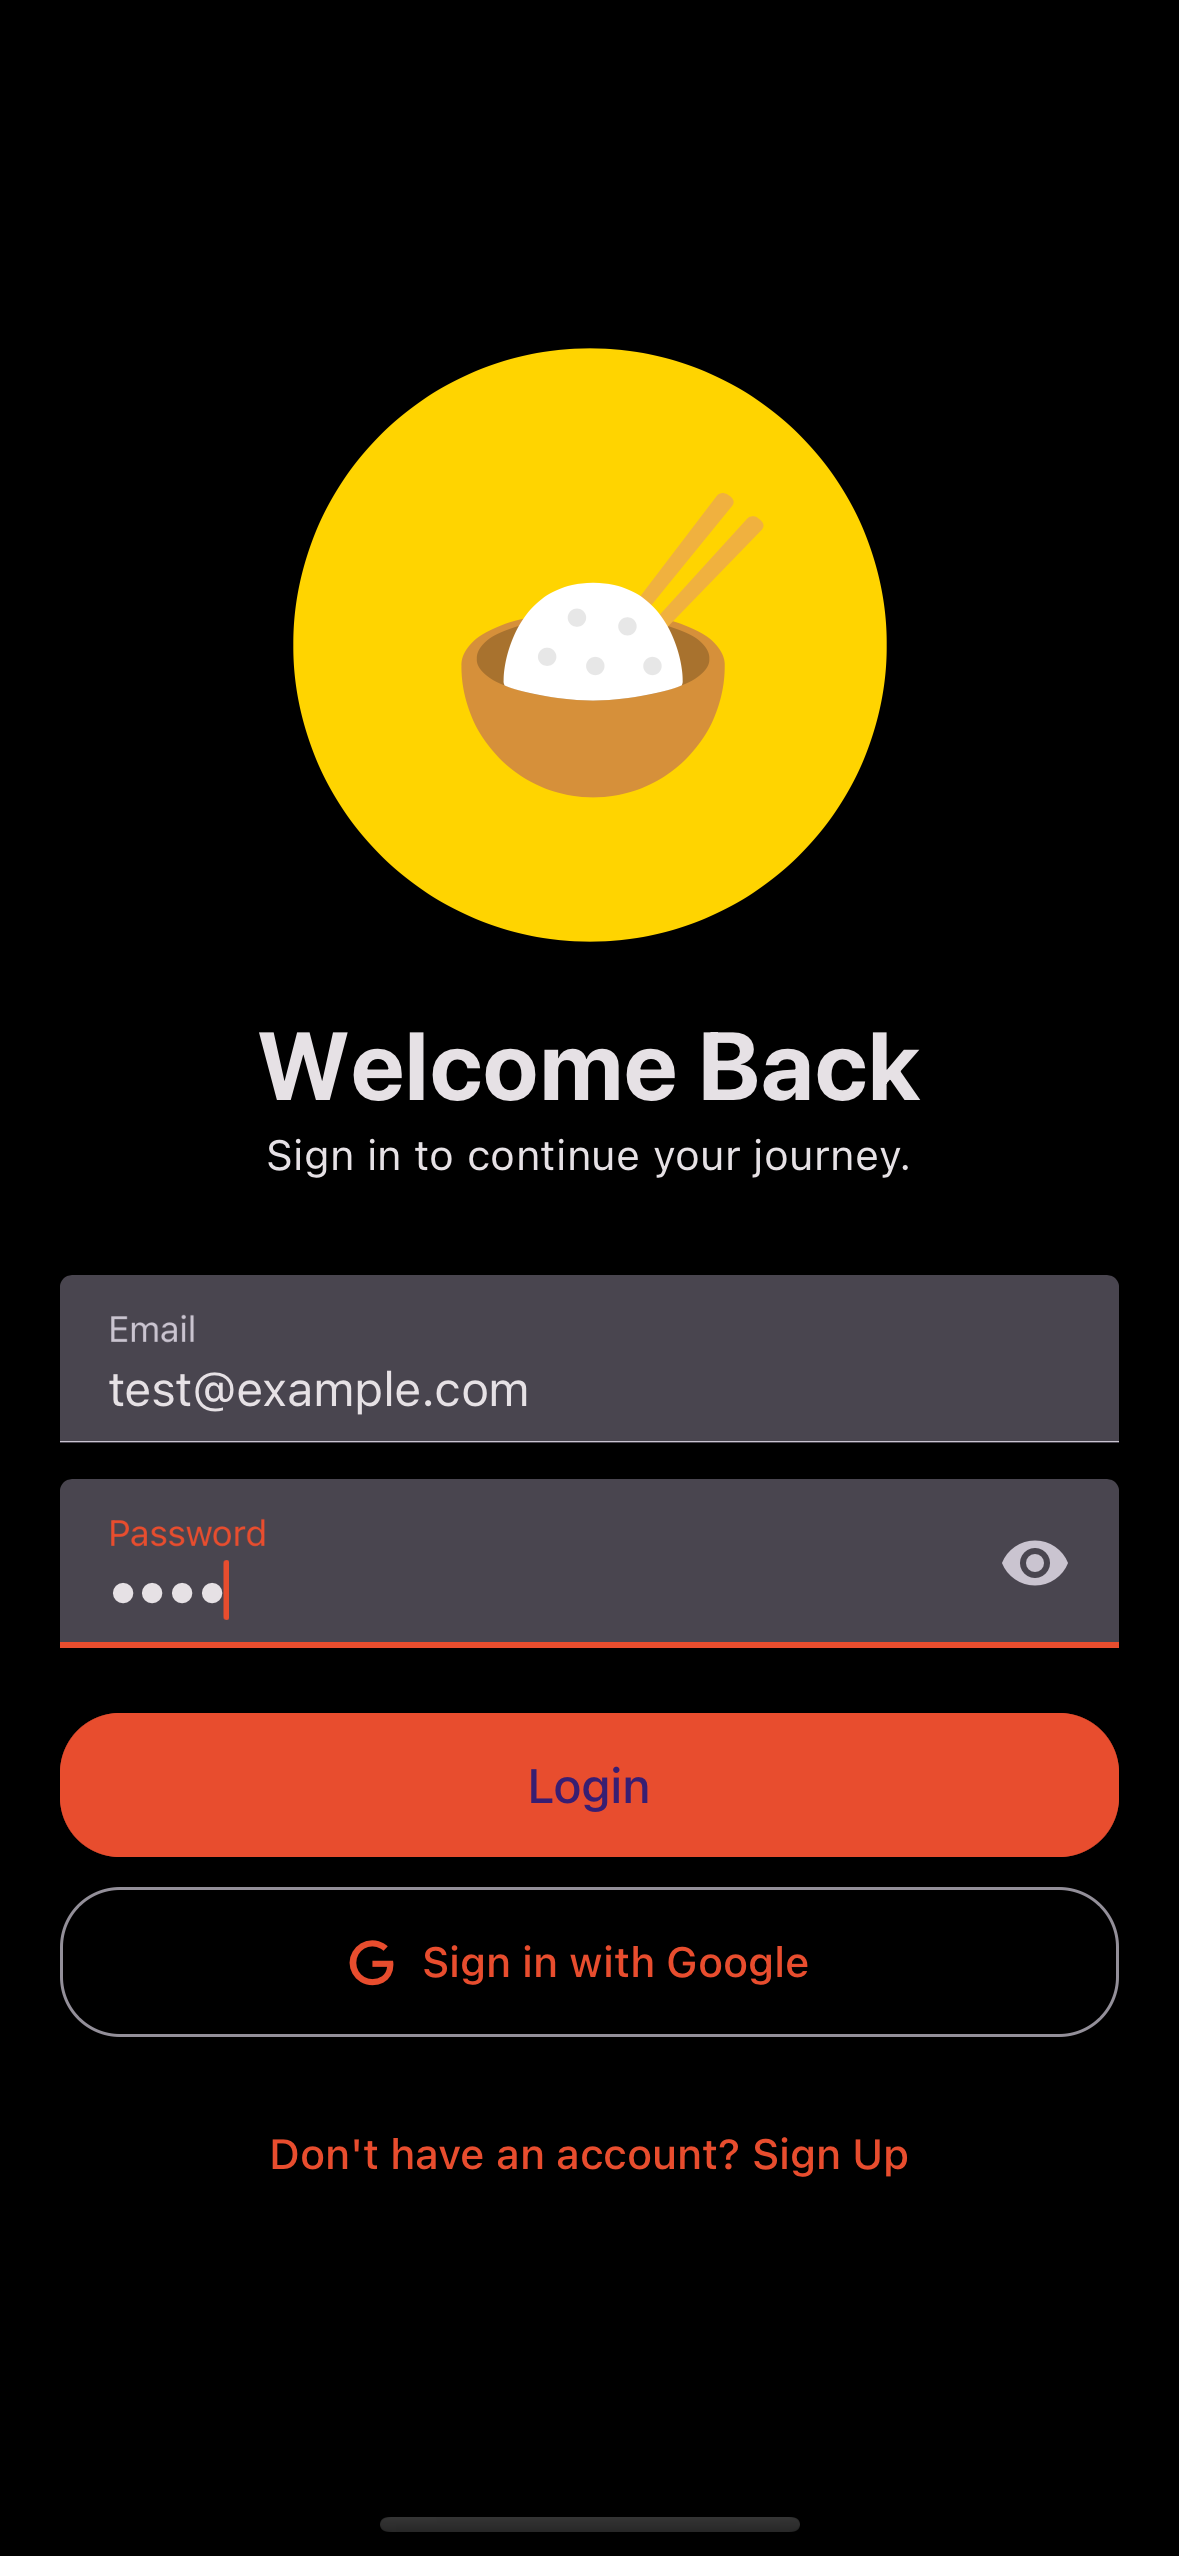 Welcome Back
Sign in to continue your journey.
Email
test@example.com
Password
••••
Login
G Sign in with Google
Don't have an account? Sign Up